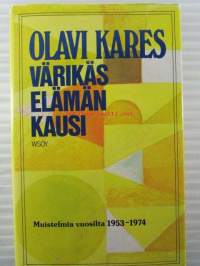 OLAVI KARES
VÄRIKÄS
ELÄMÄN
KAUSI
WSOY
Muistelmia vuosilta 1953–1974